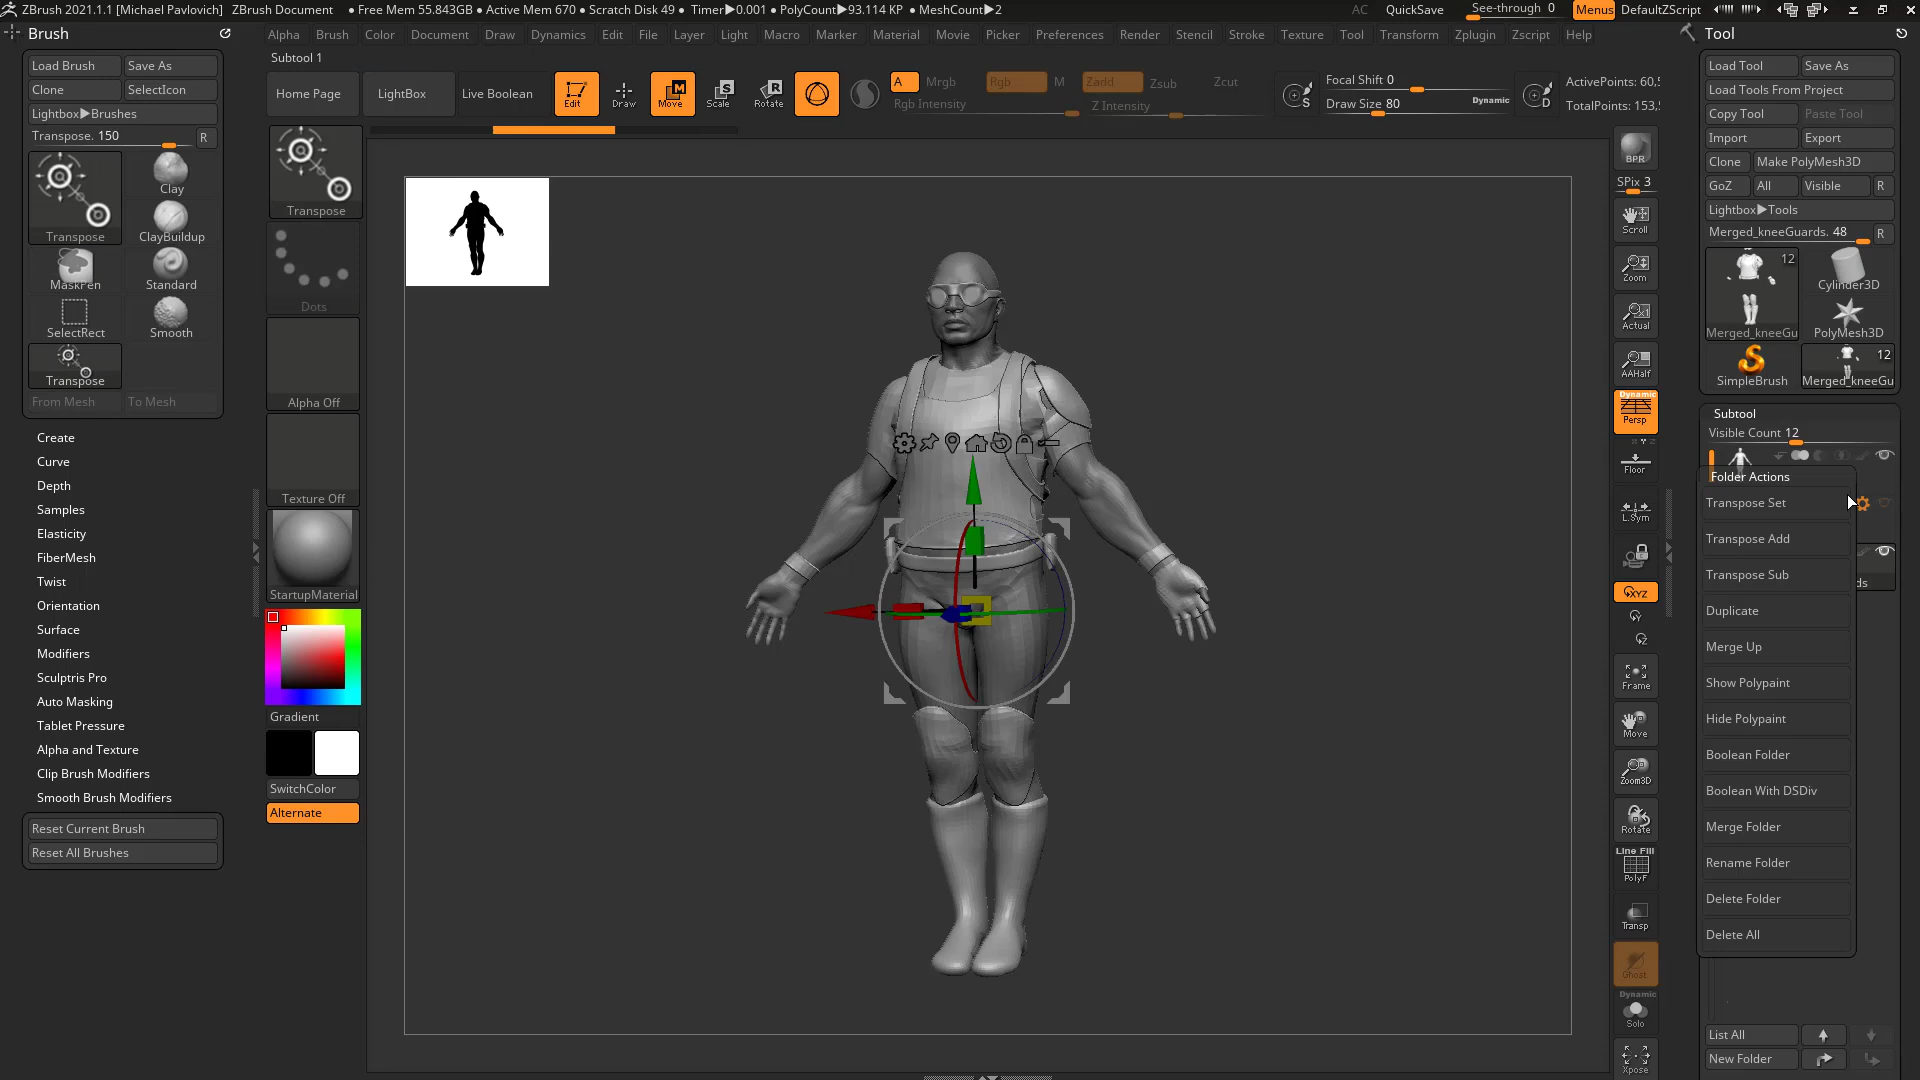 ZBrush 2021.1.1 [Michael Pavlovich] ZBrush Document • Free Mem 55.843GB • Active Mem 670 • Scratch Disk 49 • Timer▶0.001 • PolyCount▶93.114 KP • MeshCount▶2 AC QuickSave See-through 0 Menus DefaultZScript
Brush
Alpha Brush Color Document Draw Dynamics Edit File Layer Light Macro Marker Material Movie Picker Preferences Render Stencil Stroke Texture Tool Transform Zplugin Zscript Help
Tool
Subtool 1
Load Brush Save As
Clone SelectIcon
Lightbox▶Brushes
Transpose. 150 R
Transpose
Clay
ClayBuildup
MaskPen
Standard
SelectRect
Smooth
Transpose
From Mesh To Mesh
Create
Curve
Depth
Samples
Elasticity
FiberMesh
Twist
Orientation
Surface
Modifiers
Sculptris Pro
Auto Masking
Tablet Pressure
Alpha and Texture
Clip Brush Modifiers
Smooth Brush Modifiers
Reset Current Brush
Reset All Brushes
Home Page LightBox Live Boolean Edit Draw Move Scale Rotate
A Mrgb Rgb M Zadd Zsub Zcut
Rgb Intensity Z Intensity
Focal Shift 0
Draw Size 80 Dynamic
ActivePoints: 60,5
TotalPoints: 153,5
Transpose
Dots
Alpha Off
Texture Off
StartupMaterial
Gradient
SwitchColor
Alternate
BPR
SPix 3
Scroll
Zoom
Actual
AAHalf
Dynamic
Persp
Floor
L.Sym
XYZ
Frame
Move
Zoom3D
Rotate
Line Fill
PolyF
Transp
Ghost
Dynamic
Solo
Xpose
Load Tool Save As
Load Tools From Project
Copy Tool Paste Tool
Import Export
Clone Make PolyMesh3D
GoZ All Visible R
Lightbox▶Tools
Merged_kneeGuards. 48 R
12
Merged_kneeGu
Cylinder3D
PolyMesh3D
SimpleBrush
12
Merged_kneeGu
Subtool
Visible Count 12
Folder Actions
Transpose Set
Transpose Add
Transpose Sub
ds
Duplicate
Merge Up
Show Polypaint
Hide Polypaint
Boolean Folder
Boolean With DSDiv
Merge Folder
Rename Folder
Delete Folder
Delete All
List All
New Folder